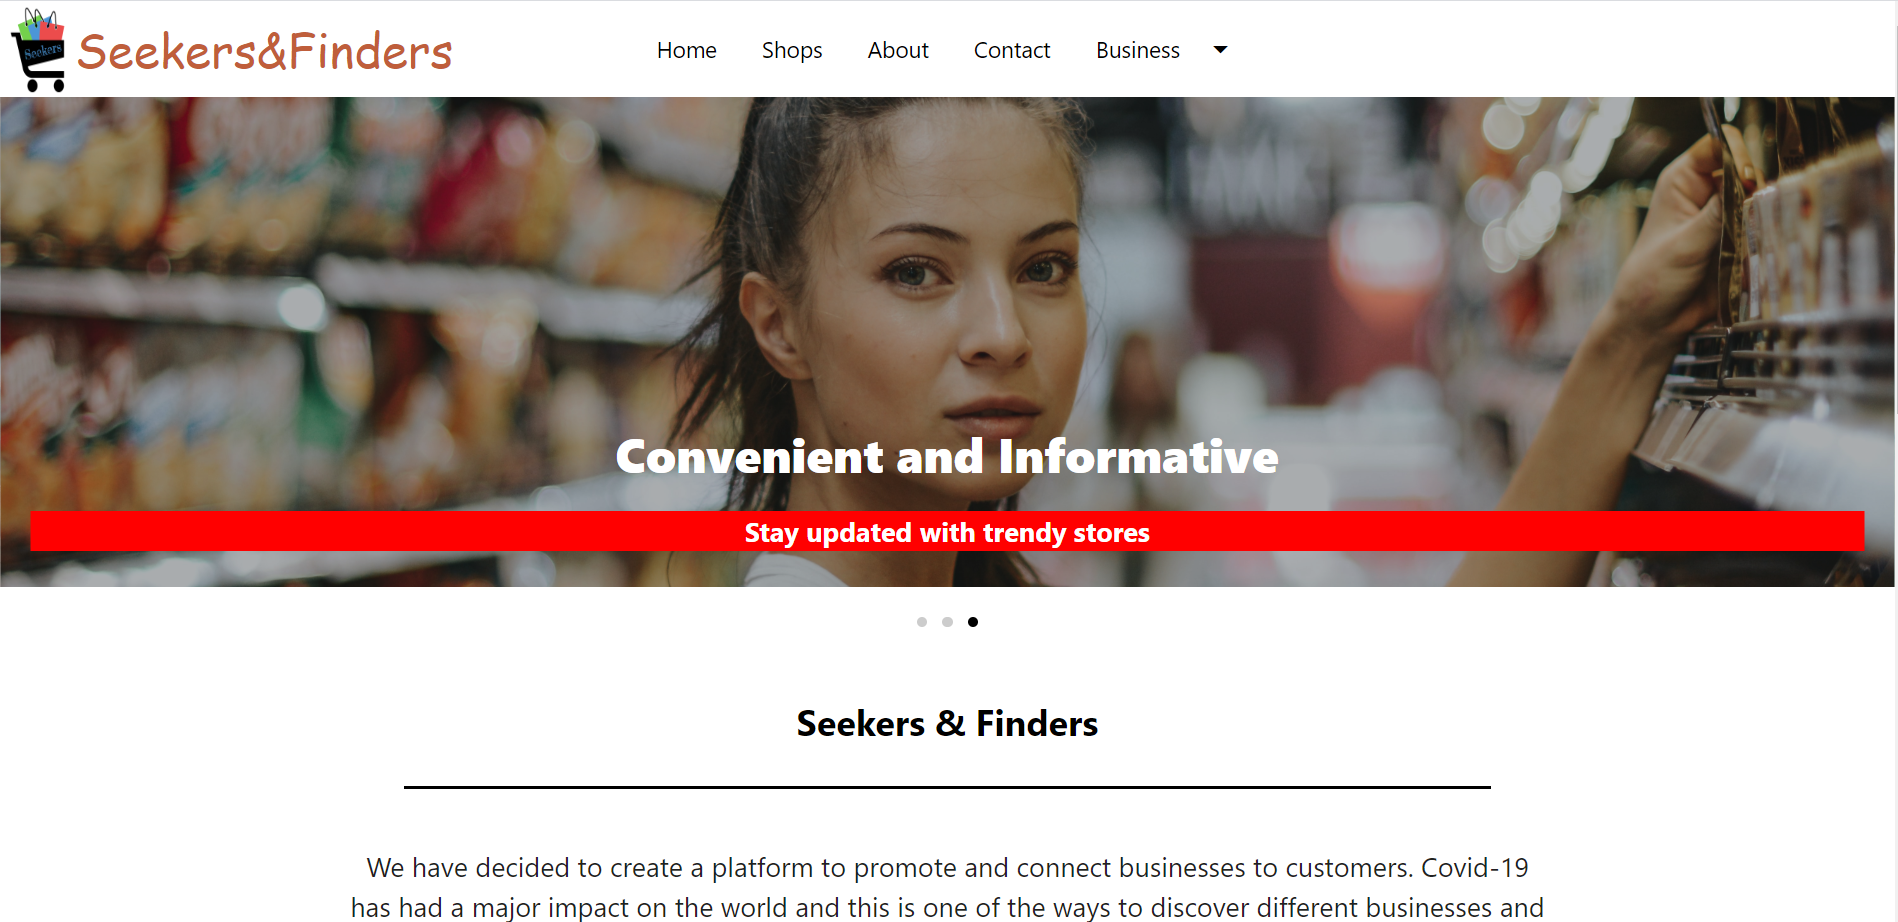 Seekers
Seekers&Finders
Home Shops About Contact Business
Convenient and Informative
Stay updated with trendy stores
Seekers & Finders
We have decided to create a platform to promote and connect businesses to customers. Covid-19
has had a major impact on the world and this is one of the ways to discover different businesses and